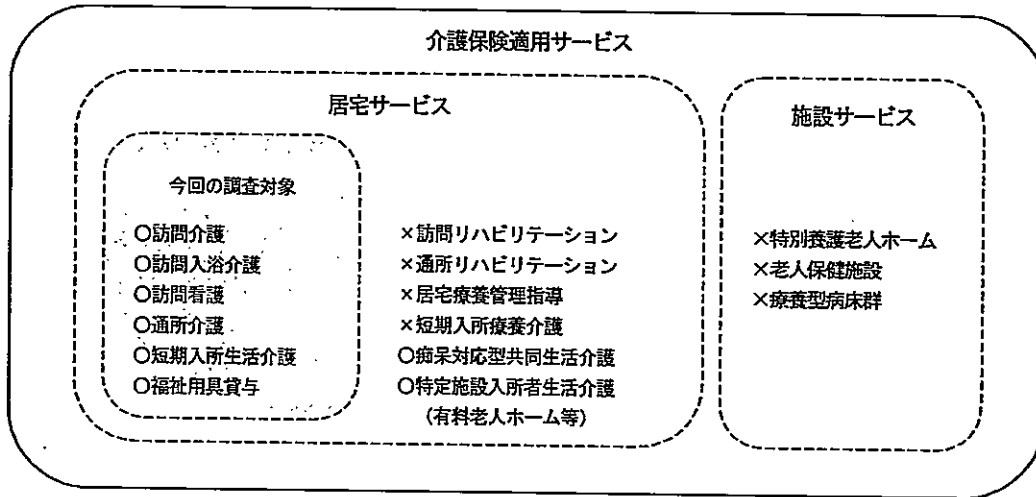 介護保険適用サービス
居宅サービス
今回の調査対象
○訪問介護
○訪問入浴介護
○訪問看護
○通所介護
○短期入所生活介護
○福祉用具貸与
×訪問リハビリテーション
×通所リハビリテーション
×居宅療養管理指導
×短期入所療養介護
○痴呆対応型共同生活介護
○特定施設入所者生活介護
(有料老人ホーム等)
施設サービス
×特別養護老人ホーム
×老人保健施設
×療養型病床群